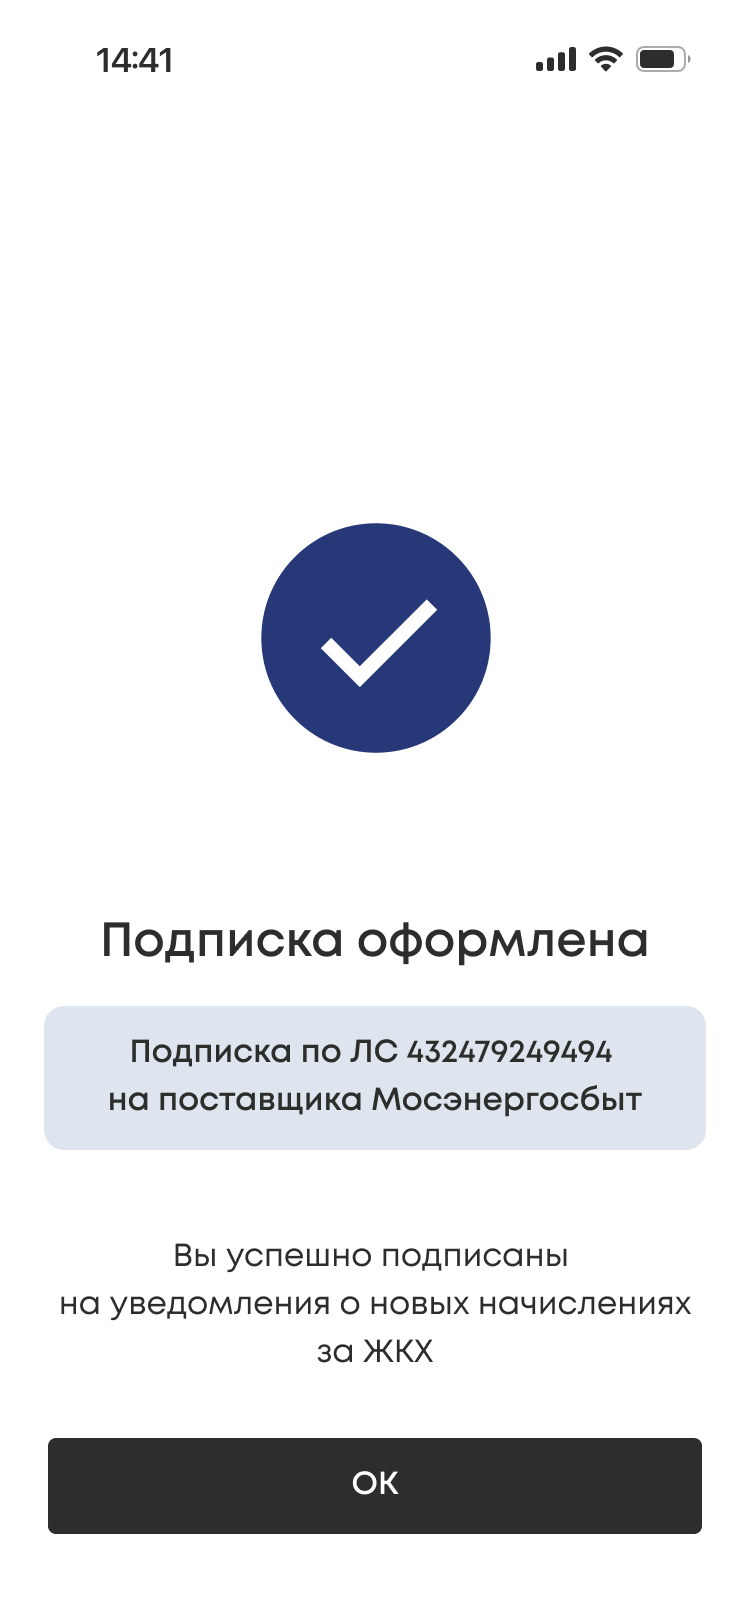 14:41
Подписка оформлена
Подписка по ЛС 432479249494
на поставщика Мосэнергосбыт
Вы успешно подписаны
на уведомления о новых начислениях
за ЖКХ
ОК